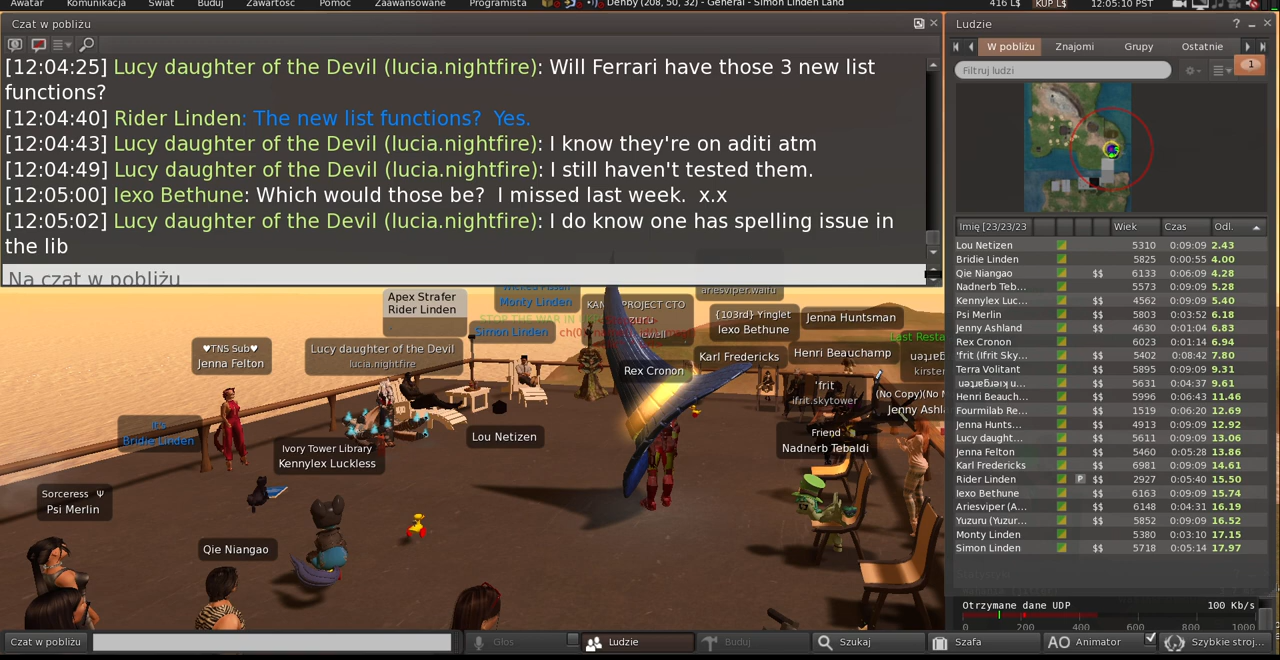 Awatar Komunikacja Świat Buduj Zawartość Pomoc Zaawansowane Programista Denby (208, 50, 32) - General - Simon Linden Land 416 L$ KUP L$ 12:05:10 PST
Czat w pobliżu
[12:04:25] Lucy daughter of the Devil (lucia.nightfire): Will Ferrari have those 3 new list
functions?
[12:04:40] Rider Linden: The new list functions?  Yes.
[12:04:43] Lucy daughter of the Devil (lucia.nightfire): I know they're on aditi atm
[12:04:49] Lucy daughter of the Devil (lucia.nightfire): I still haven't tested them.
[12:05:00] Iexo Bethune: Which would those be?  I missed last week.  x.x
[12:05:02] Lucy daughter of the Devil (lucia.nightfire): I do know one has spelling issue in
the lib
Na czat w pobliżu
Apex Strafer
Rider Linden
Monty Linden
Simon Linden
ariesviper.waifu
{103rd} Yinglet
Iexo Bethune
Jenna Huntsman
♥TNS Sub♥
Jenna Felton
Lucy daughter of the Devil
lucia.nightfire
Rex Cronon
Karl Fredericks
Henri Beauchamp
Last Resta
kirster
'frit
ifrit.skytower
(No Copy)(No M
Jenny Ashla
It's
Bridie Linden
Lou Netizen
Friend
Nadnerb Tebaldi
Ivory Tower Library
Kennylex Luckless
Sorceress Ψ
Psi Merlin
Qie Niangao
Ludzie
? _ ×
W pobliżu Znajomi Grupy Ostatnie
Filtruj ludzi
1
Imię [23/23/23 Wiek Czas Odl.
Lou Netizen 5310 0:09:09 2.43
Bridie Linden 5825 0:00:55 4.00
Qie Niangao $$ 6133 0:06:09 4.28
Nadnerb Teb... 5573 0:09:09 5.28
Kennylex Luc... $$ 4562 0:09:09 5.40
Psi Merlin $$ 5803 0:03:52 6.18
Jenny Ashland $$ 4630 0:01:04 6.83
Rex Cronon 6023 0:01:14 6.94
'frit (Ifrit Sky... $$ 5402 0:08:42 7.80
Terra Volitant $$ 5895 0:09:09 9.31
$$ 5631 0:04:37 9.61
Henri Beauch... $$ 5996 0:06:43 11.46
Fourmilab Re... $$ 1519 0:06:20 12.69
Jenna Hunts... $$ 4913 0:09:09 12.92
Lucy daught... $$ 5611 0:09:09 13.06
Jenna Felton $$ 5460 0:05:28 13.86
Karl Fredericks $$ 6981 0:09:09 14.61
Rider Linden P $$ 2927 0:05:40 15.50
Iexo Bethune $$ 6163 0:09:09 15.74
Ariesviper (A... $$ 6148 0:04:31 16.19
Yuzuru (Yuzur... $$ 5852 0:09:09 16.52
Monty Linden 5380 0:03:10 17.15
Simon Linden $$ 5718 0:05:14 17.97
Otrzymane dane UDP 100 Kb/s
0 200 400 600 800 1000
Czat w pobliżu Głos Ludzie Buduj Szukaj Szafa AO Animator Szybkie stroj...